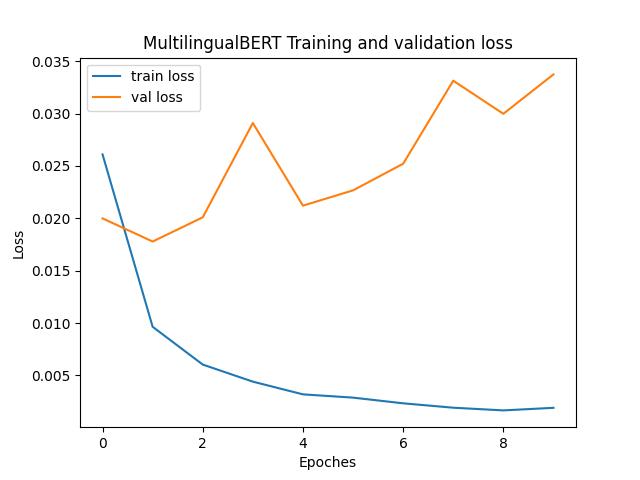 MultilingualBERT Training and validation loss
train loss
val loss
0.035
0.030
0.025
0.020
0.015
0.010
0.005
Loss
0 2 4 6 8
Epoches